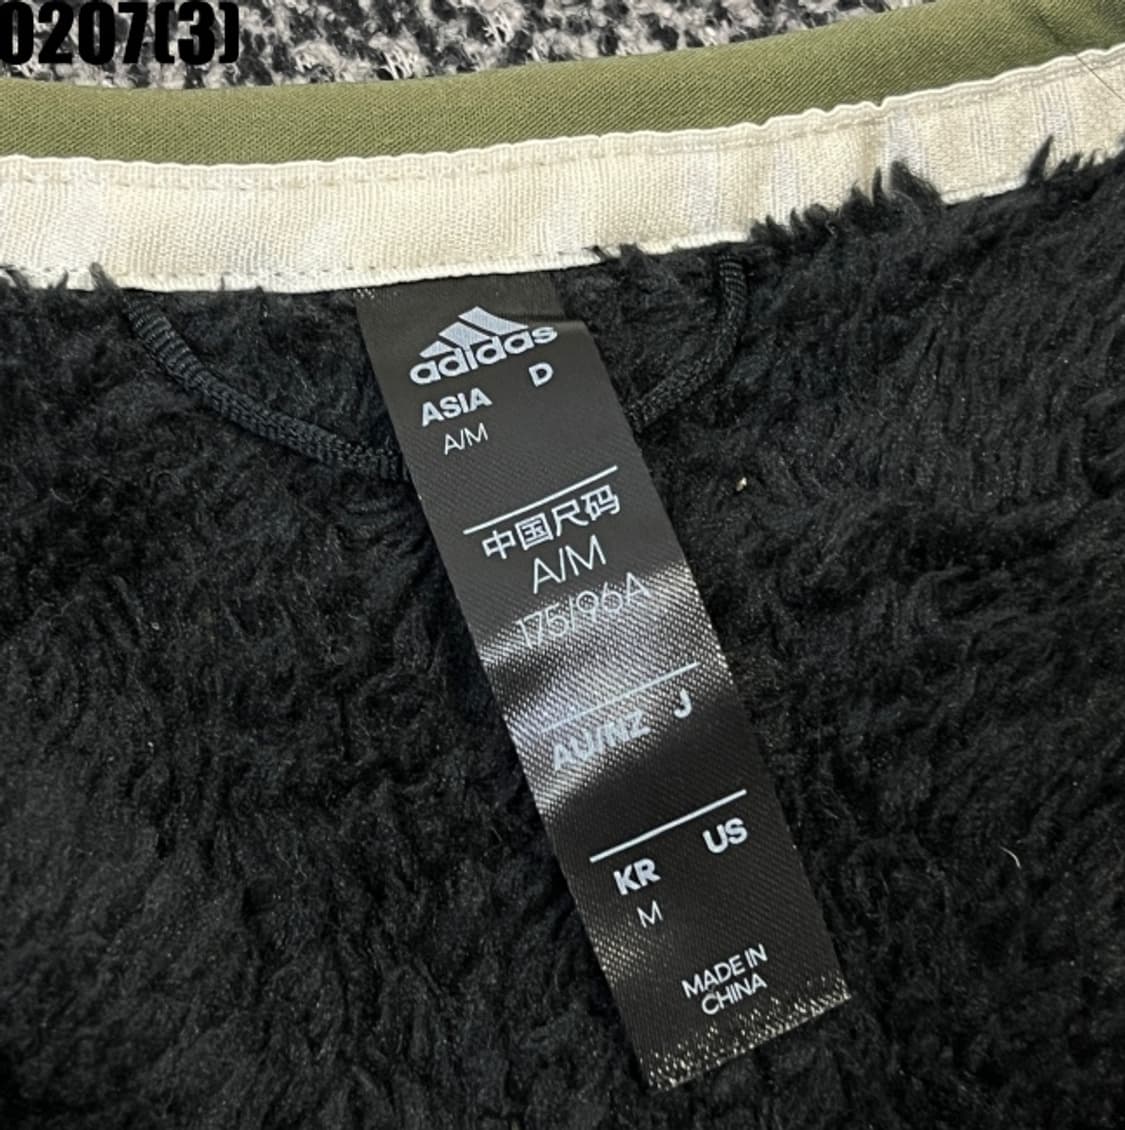 0207(3)
adidas
ASIA D
A/M
中国尺码
A/M
175/96A
AU/NZ J
KR US
M
MADE IN
CHINA